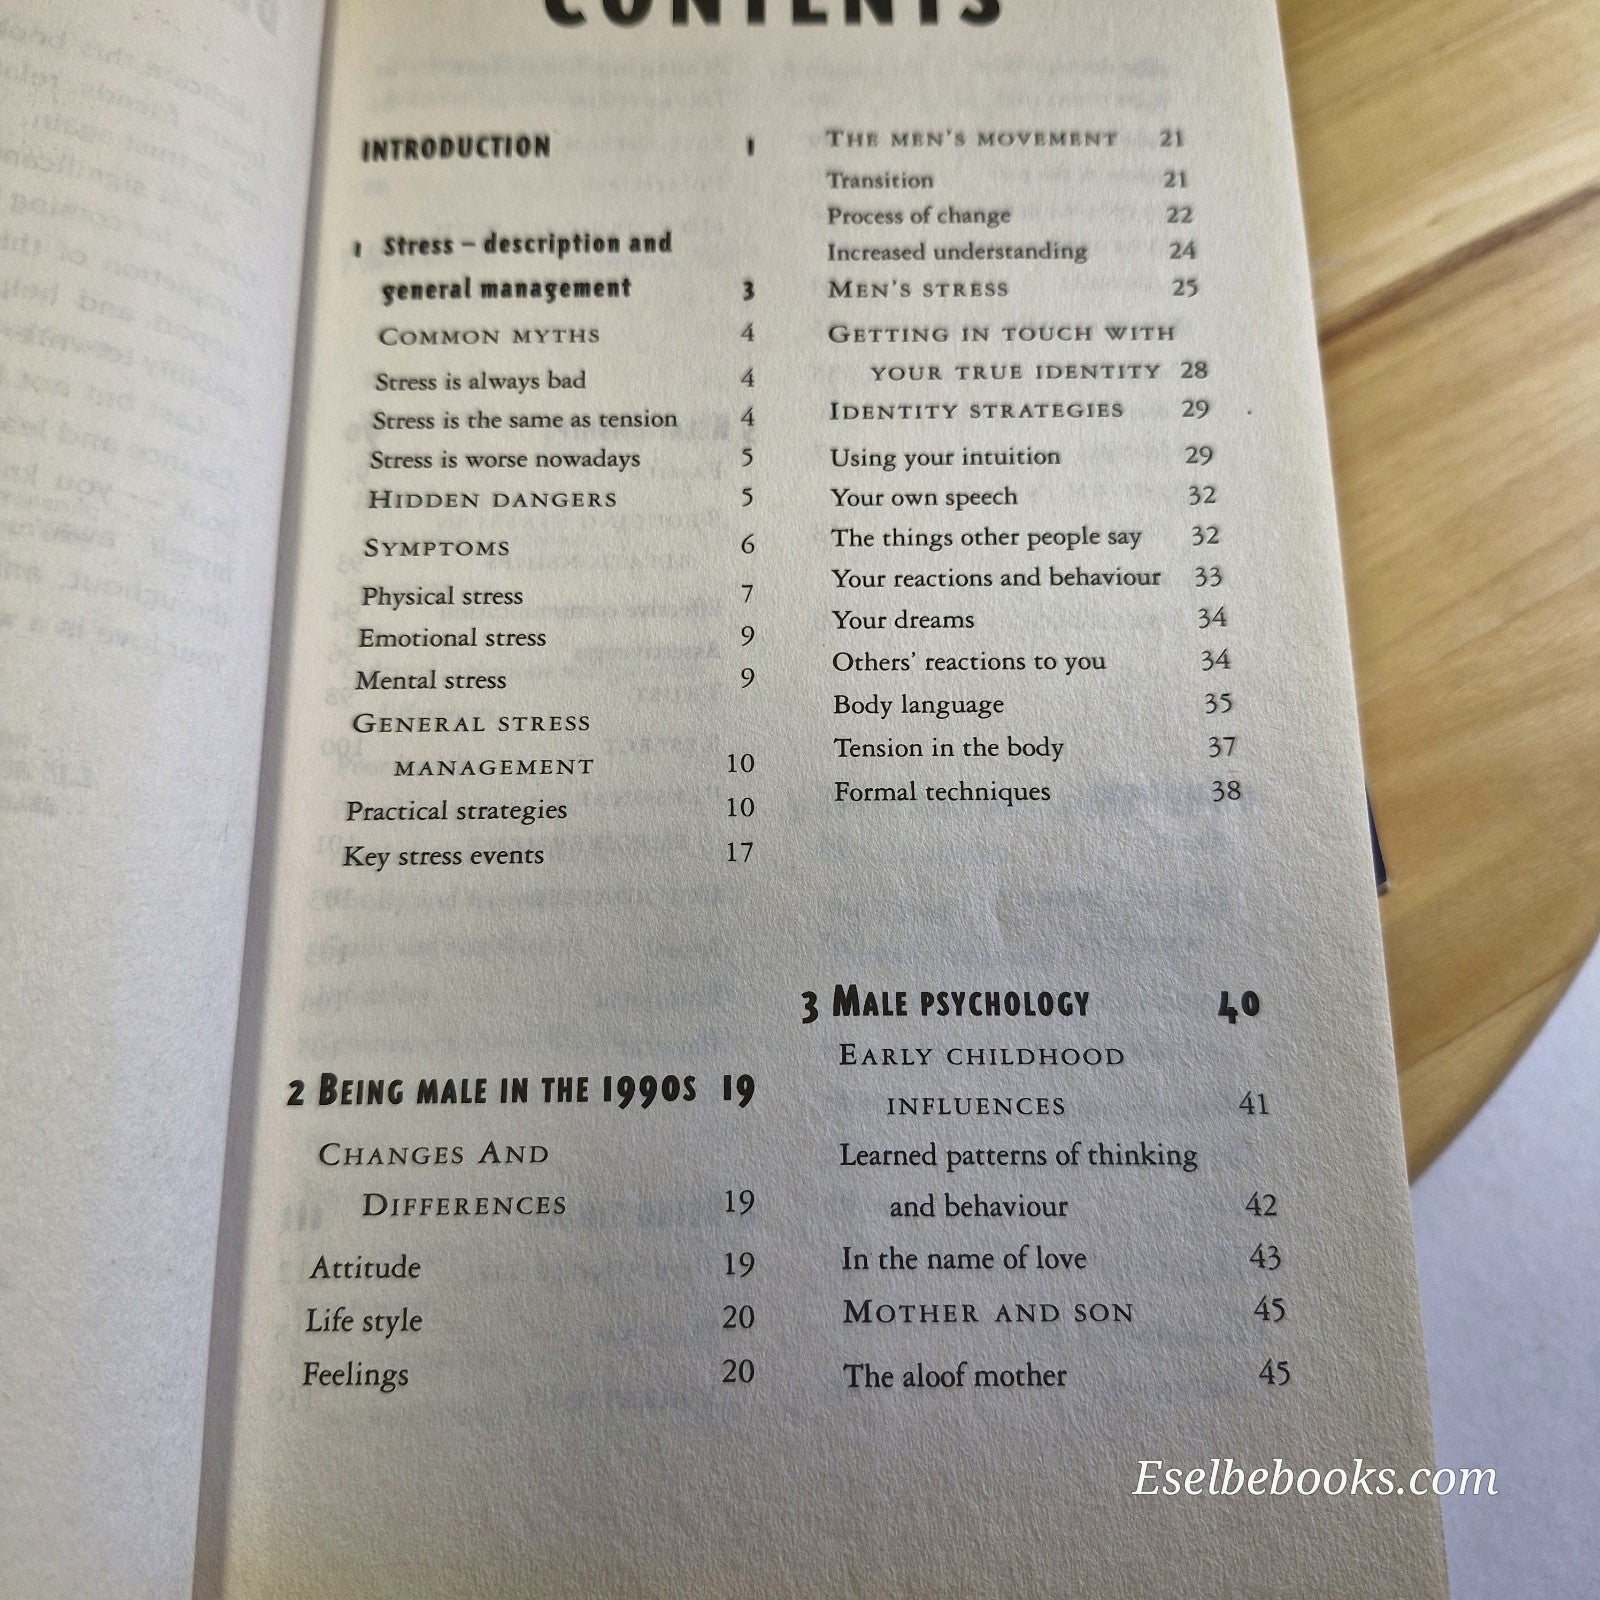 CONTENTS
INTRODUCTION 1
1 Stress – description and
general management 3
COMMON MYTHS 4
Stress is always bad 4
Stress is the same as tension 4
Stress is worse nowadays 5
HIDDEN DANGERS 5
SYMPTOMS 6
Physical stress 7
Emotional stress 9
Mental stress 9
GENERAL STRESS
MANAGEMENT 10
Practical strategies 10
Key stress events 17
2 BEING MALE IN THE 1990S 19
CHANGES AND
DIFFERENCES 19
Attitude 19
Life style 20
Feelings 20
THE MEN'S MOVEMENT 21
Transition 21
Process of change 22
Increased understanding 24
MEN'S STRESS 25
GETTING IN TOUCH WITH
YOUR TRUE IDENTITY 28
IDENTITY STRATEGIES 29
Using your intuition 29
Your own speech 32
The things other people say 32
Your reactions and behaviour 33
Your dreams 34
Others' reactions to you 34
Body language 35
Tension in the body 37
Formal techniques 38
3 MALE PSYCHOLOGY 40
EARLY CHILDHOOD
INFLUENCES 41
Learned patterns of thinking
and behaviour 42
In the name of love 43
MOTHER AND SON 45
The aloof mother 45
Eselbebooks.com